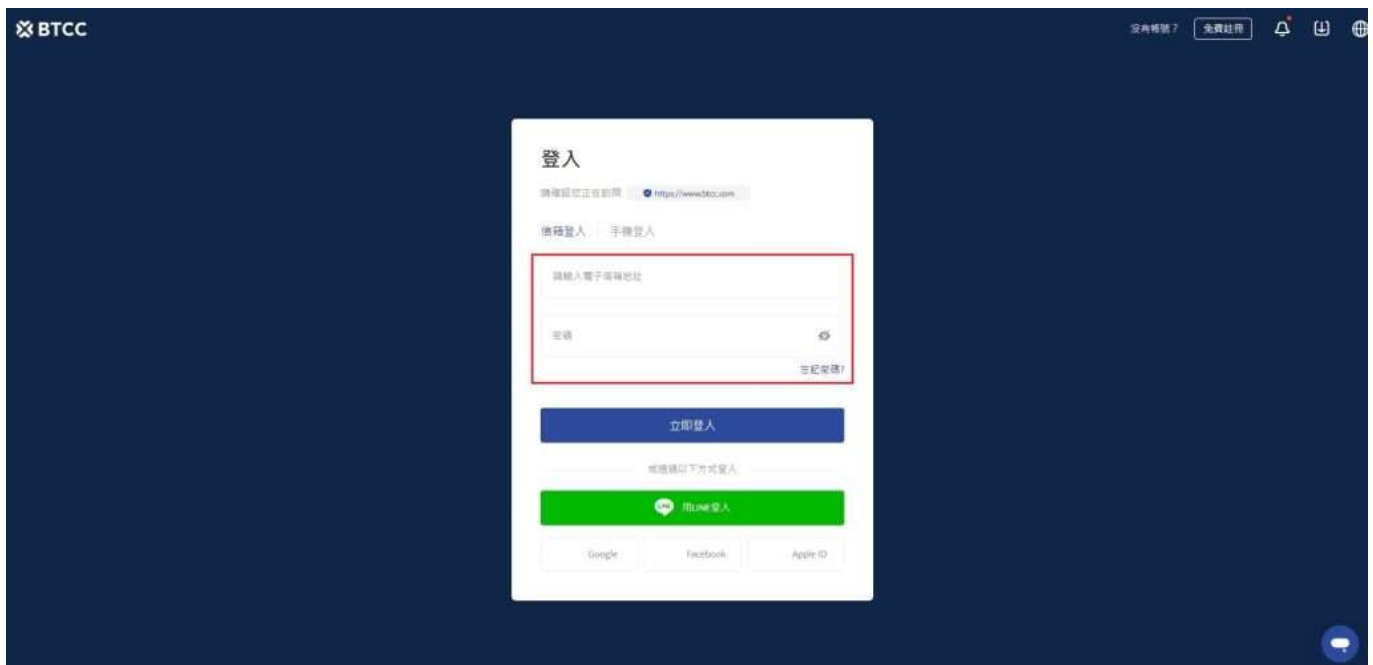 BTCC
沒有帳號？ 免費註冊
登入
請確認您正在訪問 https://www.btcc.com
信箱登入 手機登入
請輸入電子信箱地址
密碼
忘記密碼?
立即登入
或透過以下方式登入
LINE 用LINE登入
Google Facebook Apple ID